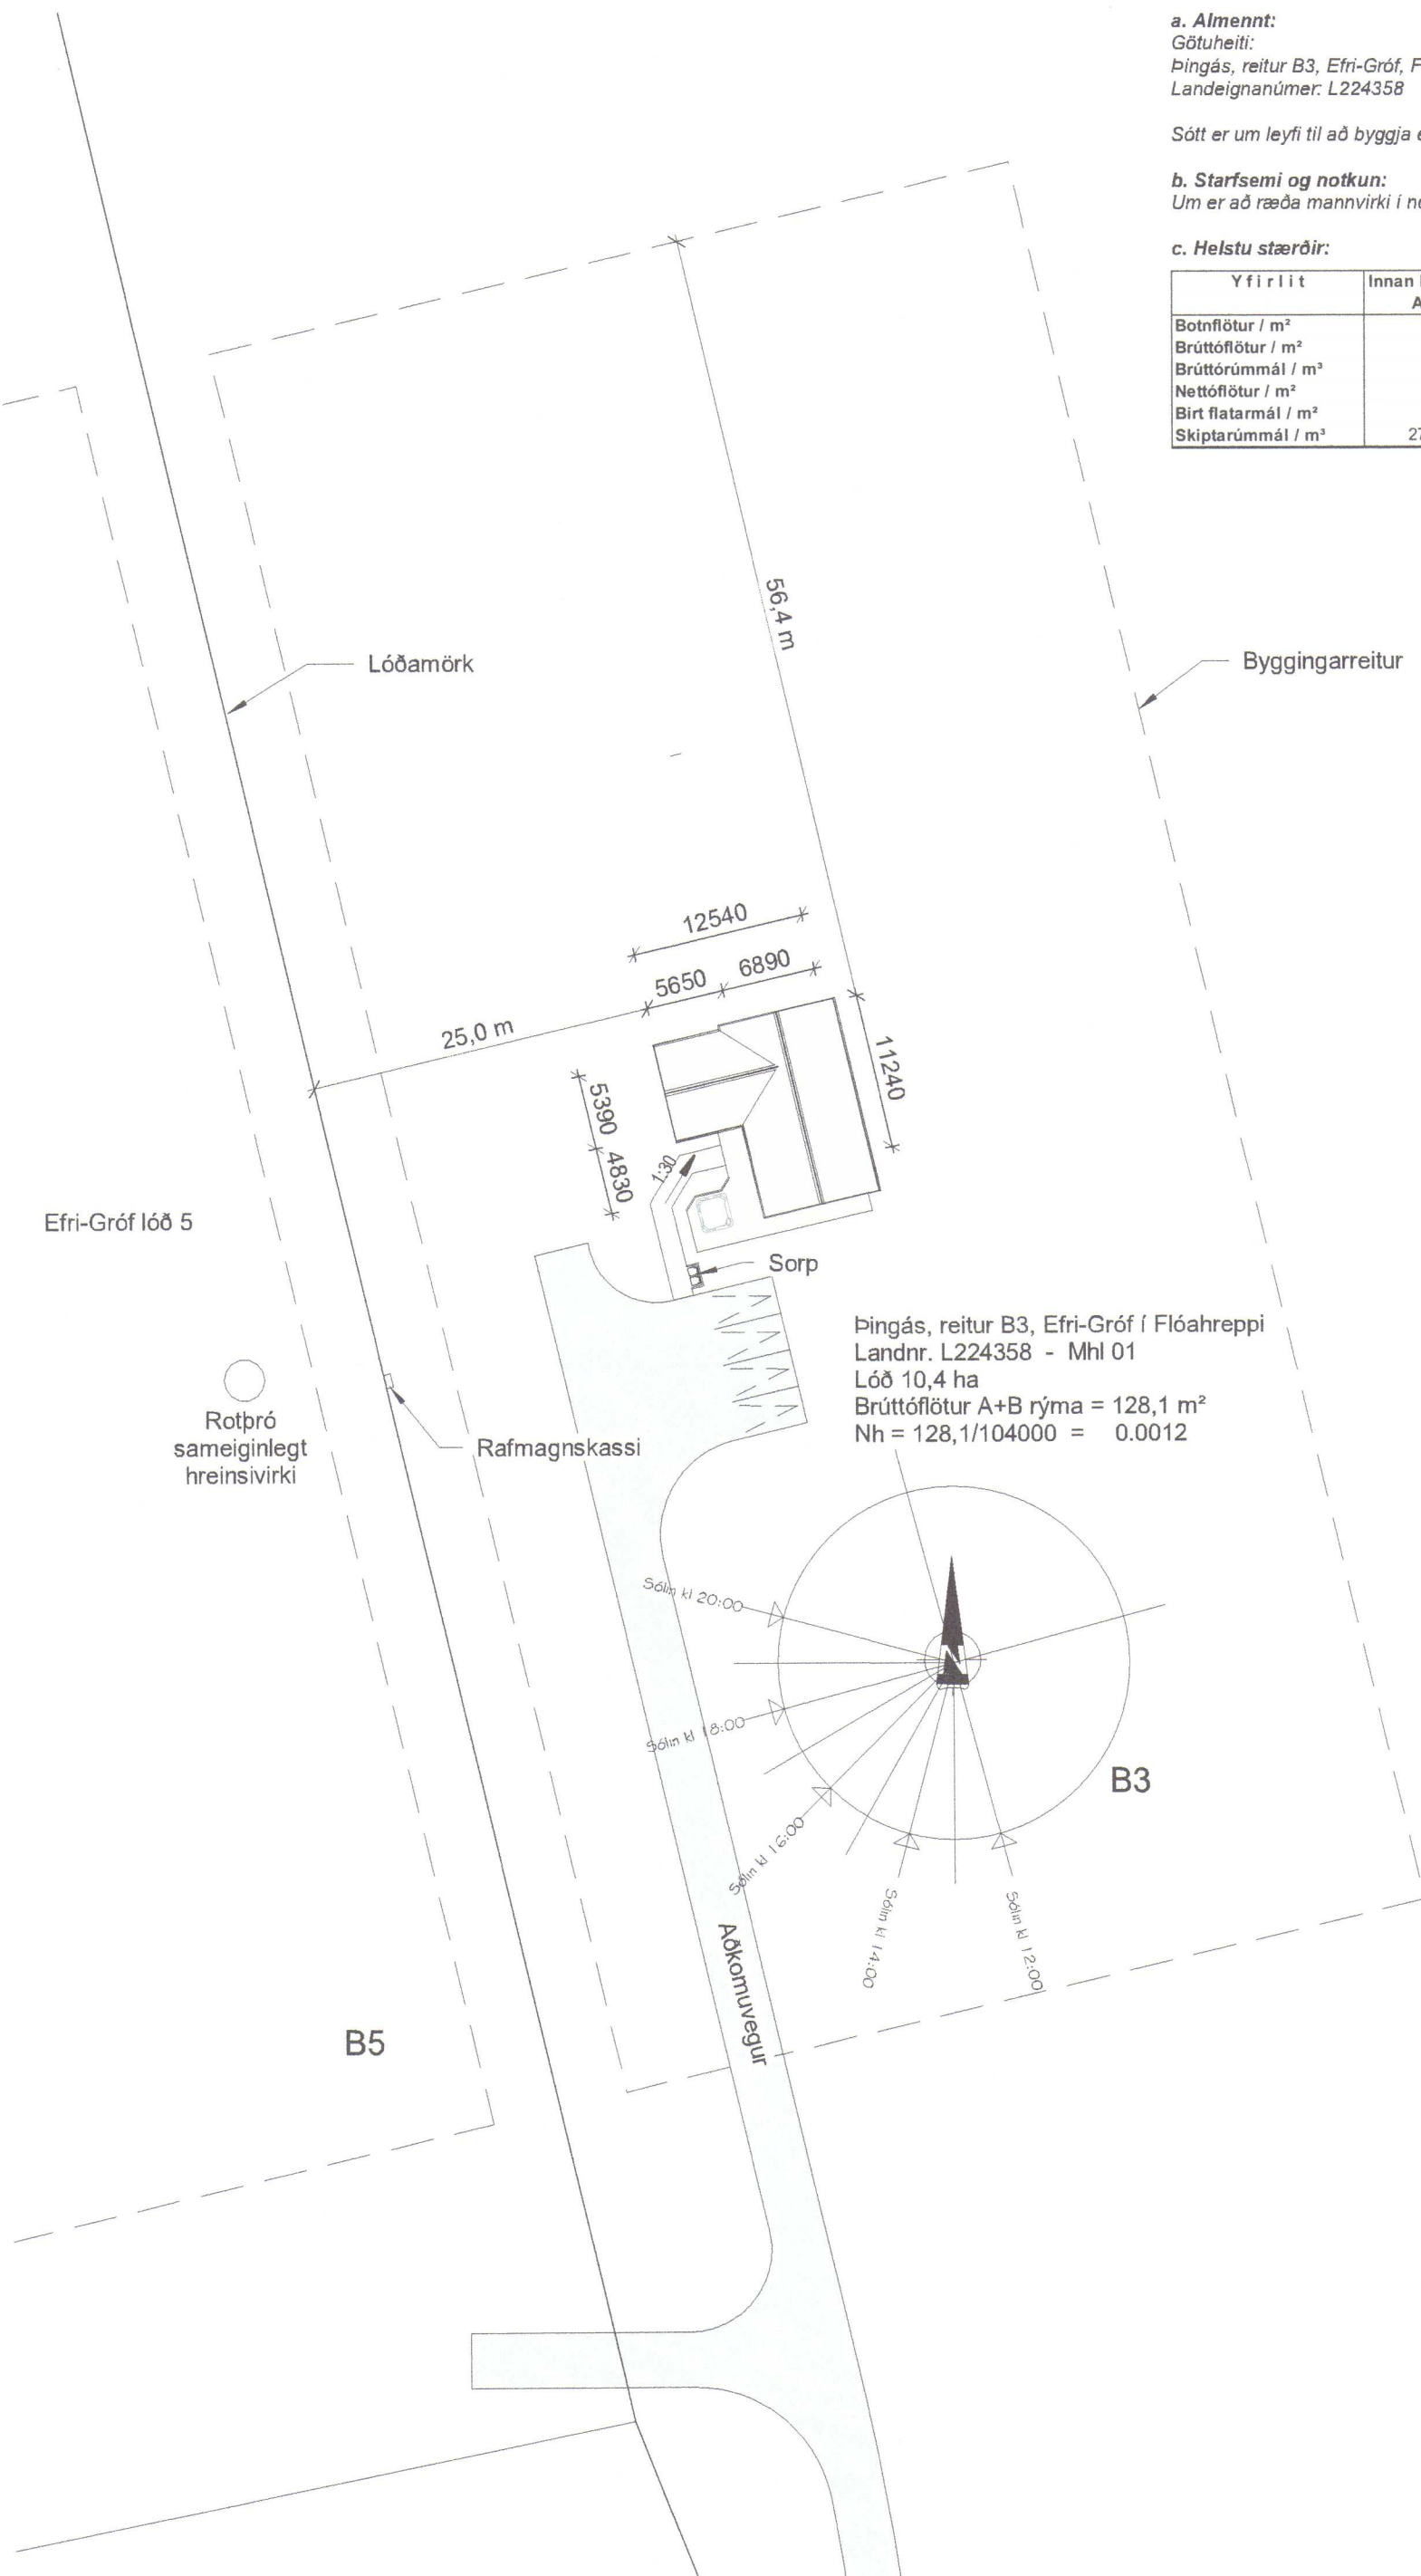 a. Almennt:
Götuheiti:
Þingás, reitur B3, Efri-Gróf, F
Landeignanúmer: L224358
Sótt er um leyfi til að byggja
b. Starfsemi og notkun:
Um er að ræða mannvirki í
c. Helstu stærðir:
Yfirlit Innan
A
Botnflötur / m²
Brúttóflötur / m²
Brúttórúmmál / m³
Nettóflötur / m²
Birt flatarmál / m²
Skiptarúmmál / m³ 27
56,4 m
Lóðamörk
Byggingarreitur
12540
5650 6890
25,0 m
11240
5390 4830
1:30
Efri-Gróf lóð 5
Sorp
Þingás, reitur B3, Efri-Gróf í Flóahreppi
Landnr. L224358 - Mhl 01
Lóð 10,4 ha
Brúttóflötur A+B rýma = 128,1 m²
Nh = 128,1/104000 = 0.0012
Rotþró
sameiginlegt
hreinsivirki
Rafmagnskassi
Sólin kl 20:00
N
Sólin kl 18:00
B3
Sólin kl 16:00
Sólin kl 14:00
Sólin kl 12:00
Aðkomuvegur
B5